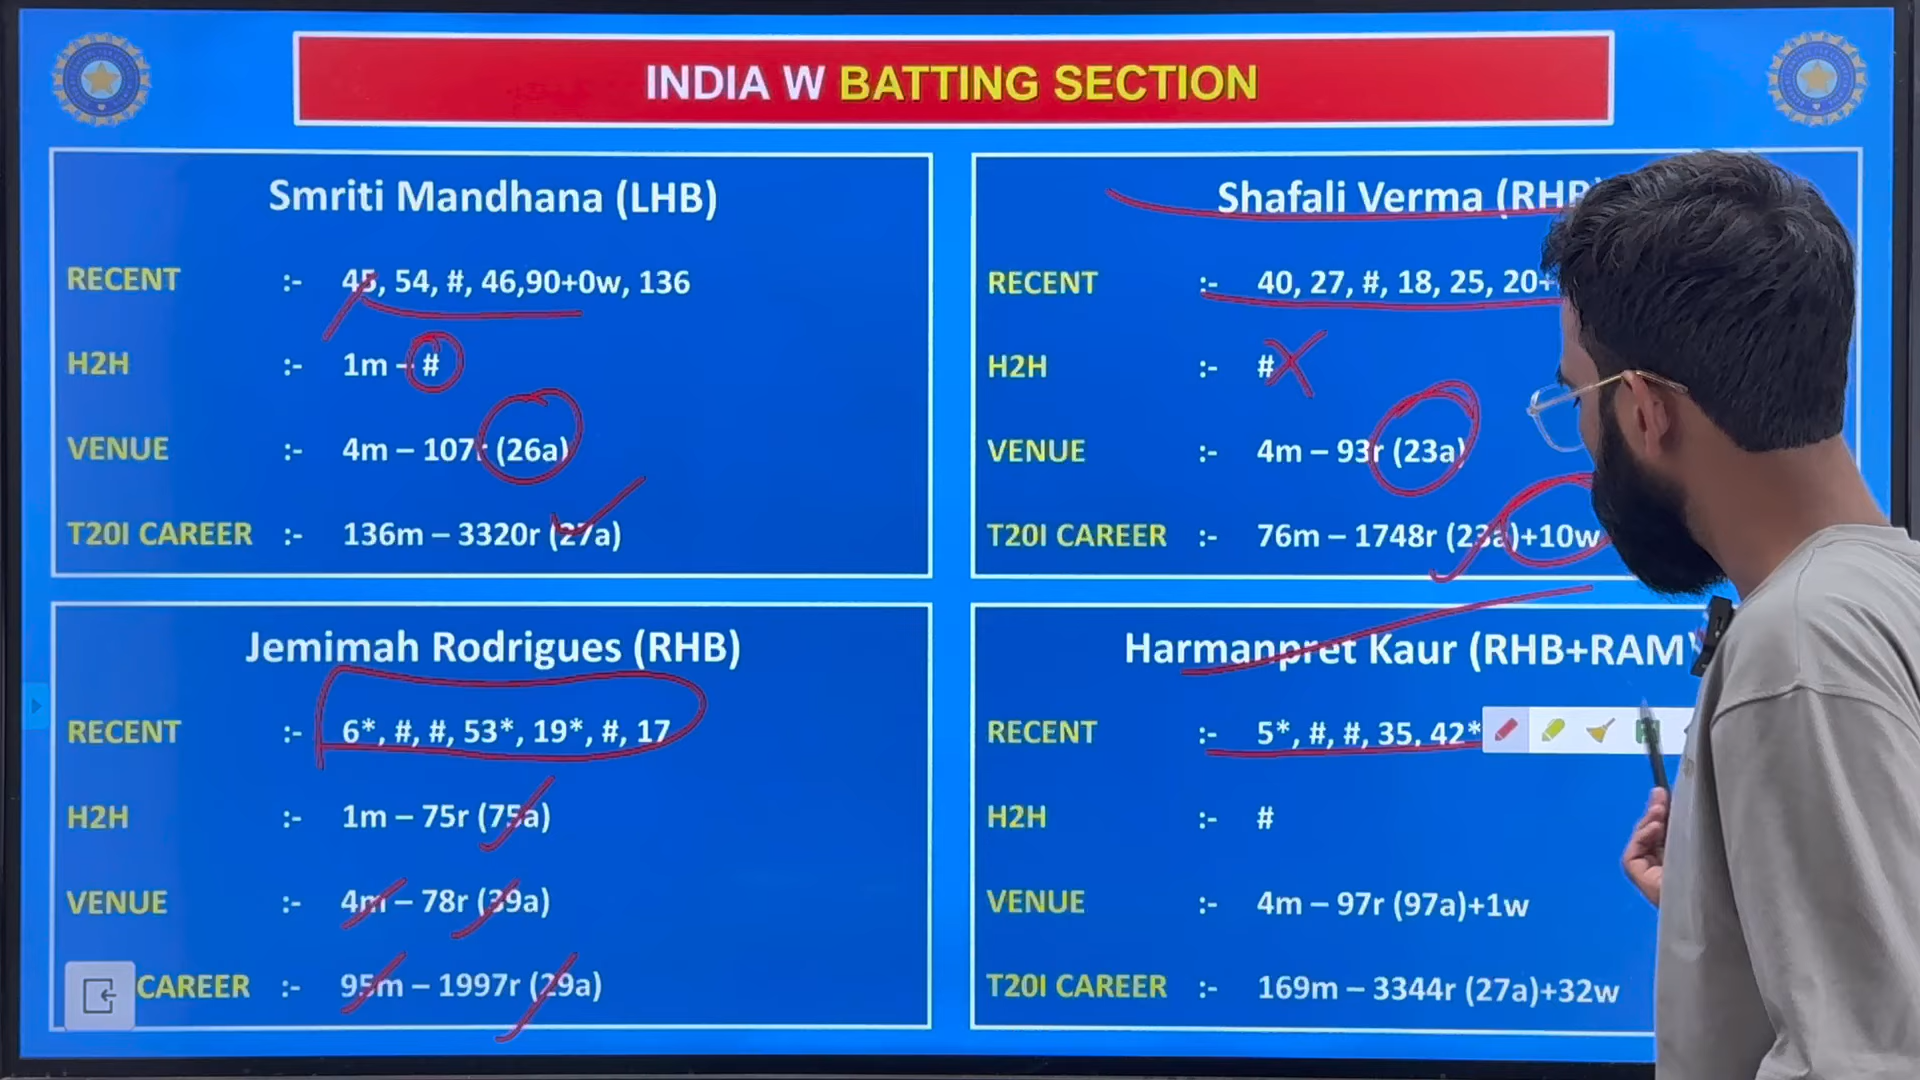 INDIA W BATTING SECTION
Smriti Mandhana (LHB)
RECENT :- 45, 54, #, 46,90+0w, 136
H2H :- 1m – #
VENUE :- 4m – 107r (26a)
T20I CAREER :- 136m – 3320r (27a)
Shafali Verma (RHB)
RECENT :- 40, 27, #, 18, 25, 20+
H2H :- #
VENUE :- 4m – 93r (23a)
T20I CAREER :- 76m – 1748r (23a)+10w
Jemimah Rodrigues (RHB)
RECENT :- 6*, #, #, 53*, 19*, #, 17
H2H :- 1m – 75r (75a)
VENUE :- 4m – 78r (39a)
CAREER :- 95m – 1997r (29a)
Harmanpret Kaur (RHB+RAM)
RECENT :- 5*, #, #, 35, 42*
H2H :- #
VENUE :- 4m – 97r (97a)+1w
T20I CAREER :- 169m – 3344r (27a)+32w